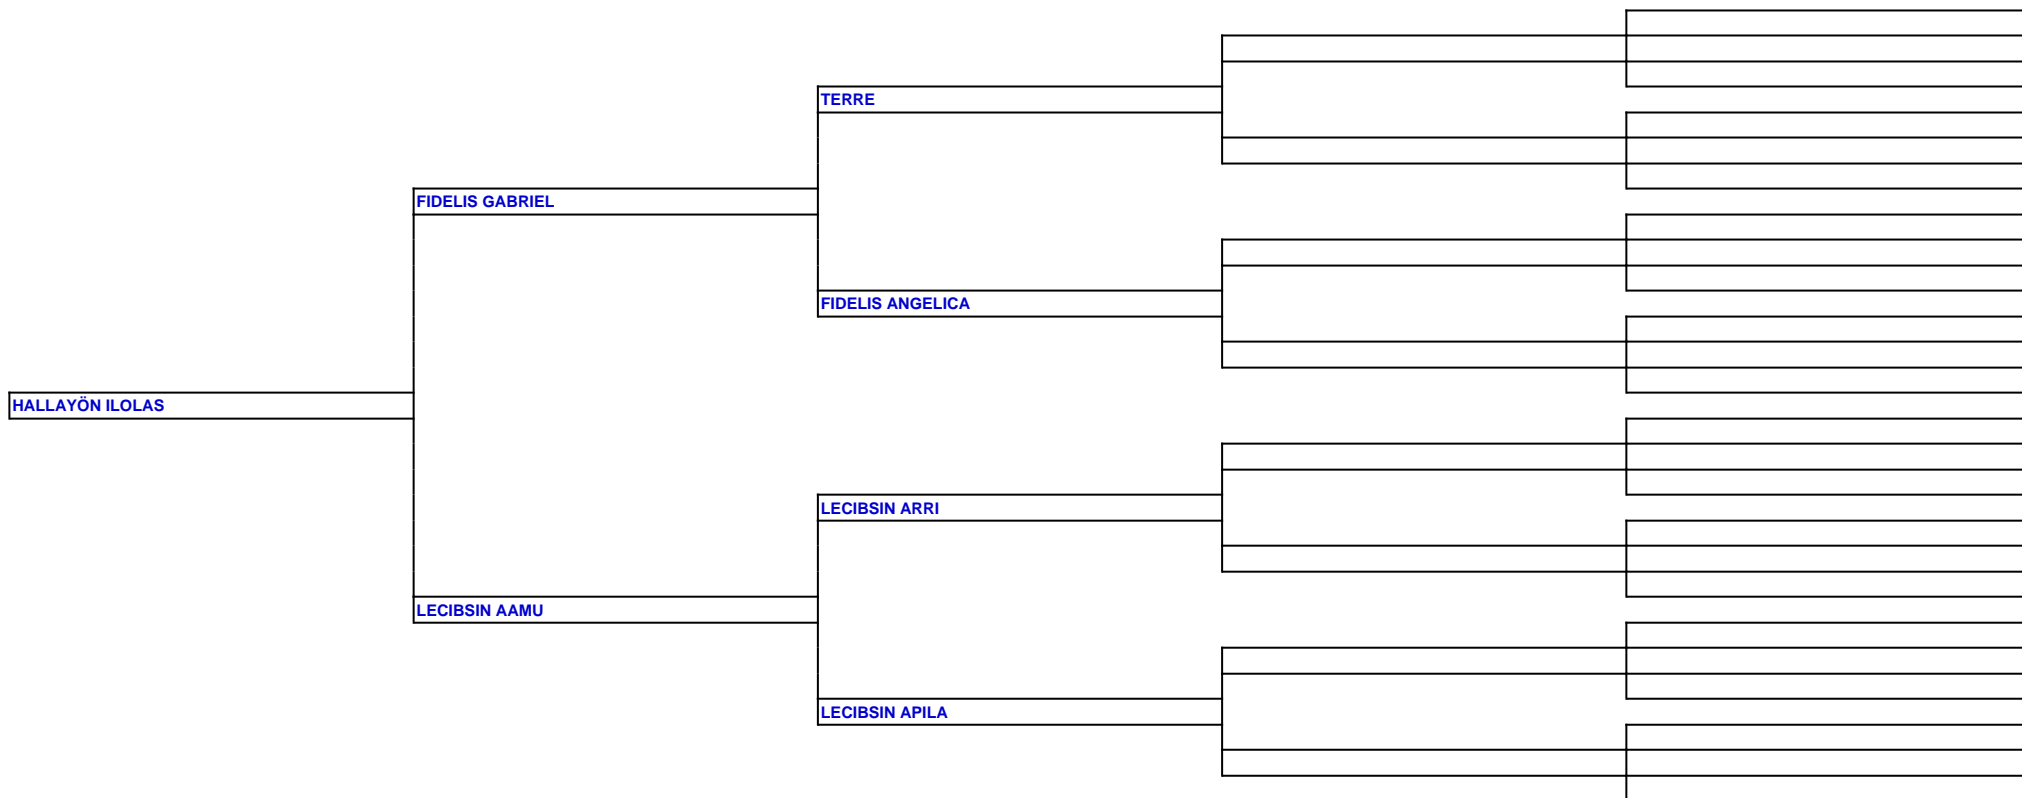 TERRE
FIDELIS GABRIEL
FIDELIS ANGELICA
HALLAYÖN ILOLAS
LECIBSIN ARRI
LECIBSIN AAMU
LECIBSIN APILA